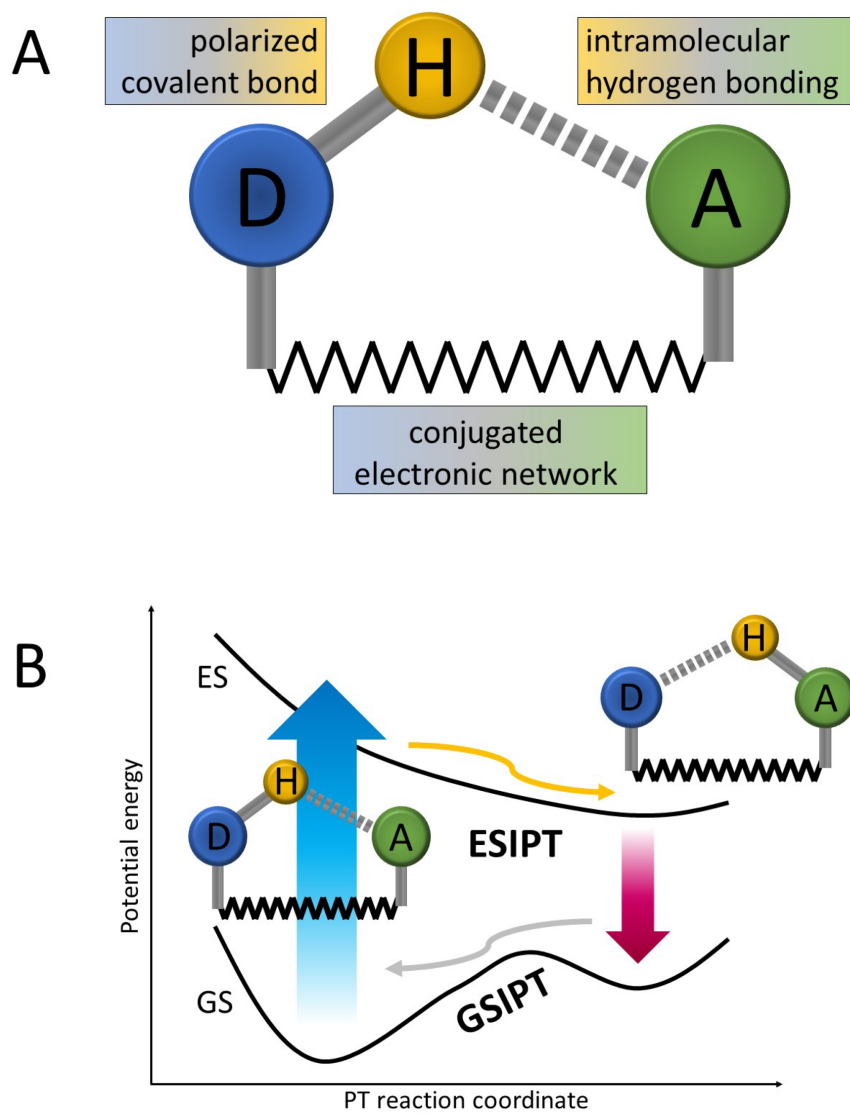 A
polarized
covalent bond
H
intramolecular
hydrogen bonding
D
A
conjugated
electronic network
B
ES
H
D
A
H
D
A
ESIPT
Potential energy
GS
GSIPT
PT reaction coordinate